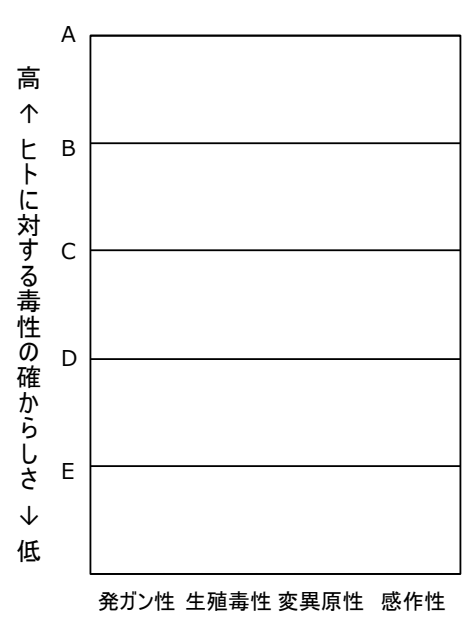 A
B
C
D
E
高 ↑ ヒトに対する毒性の確からしさ ↓ 低
発ガン性 生殖毒性 変異原性 感作性